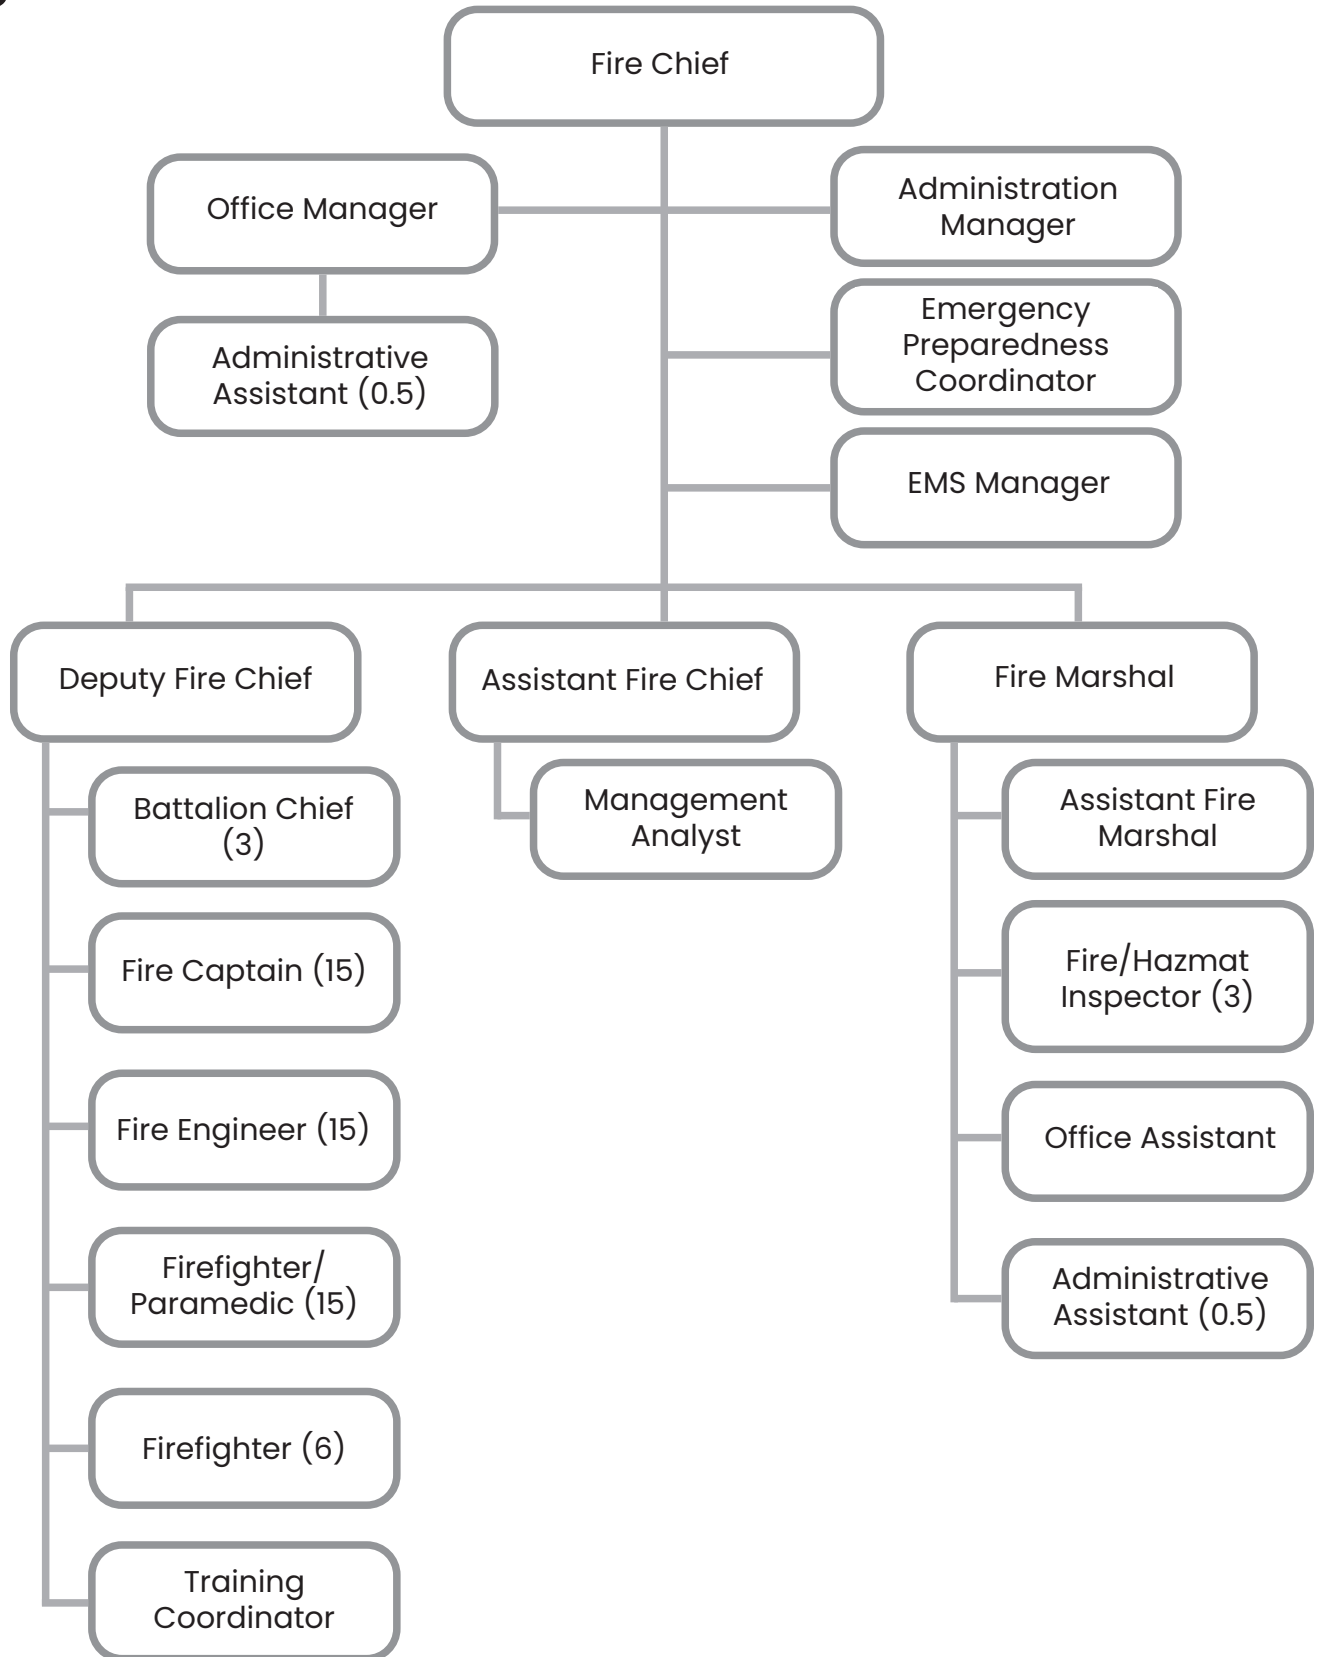 Fire Chief
Office Manager
Administration
Manager
Administrative
Assistant (0.5)
Emergency
Preparedness
Coordinator
EMS Manager
Deputy Fire Chief
Assistant Fire Chief
Fire Marshal
Battalion Chief
(3)
Fire Captain (15)
Fire Engineer (15)
Firefighter/
Paramedic (15)
Firefighter (6)
Training
Coordinator
Management
Analyst
Assistant Fire
Marshal
Fire/Hazmat
Inspector (3)
Office Assistant
Administrative
Assistant (0.5)